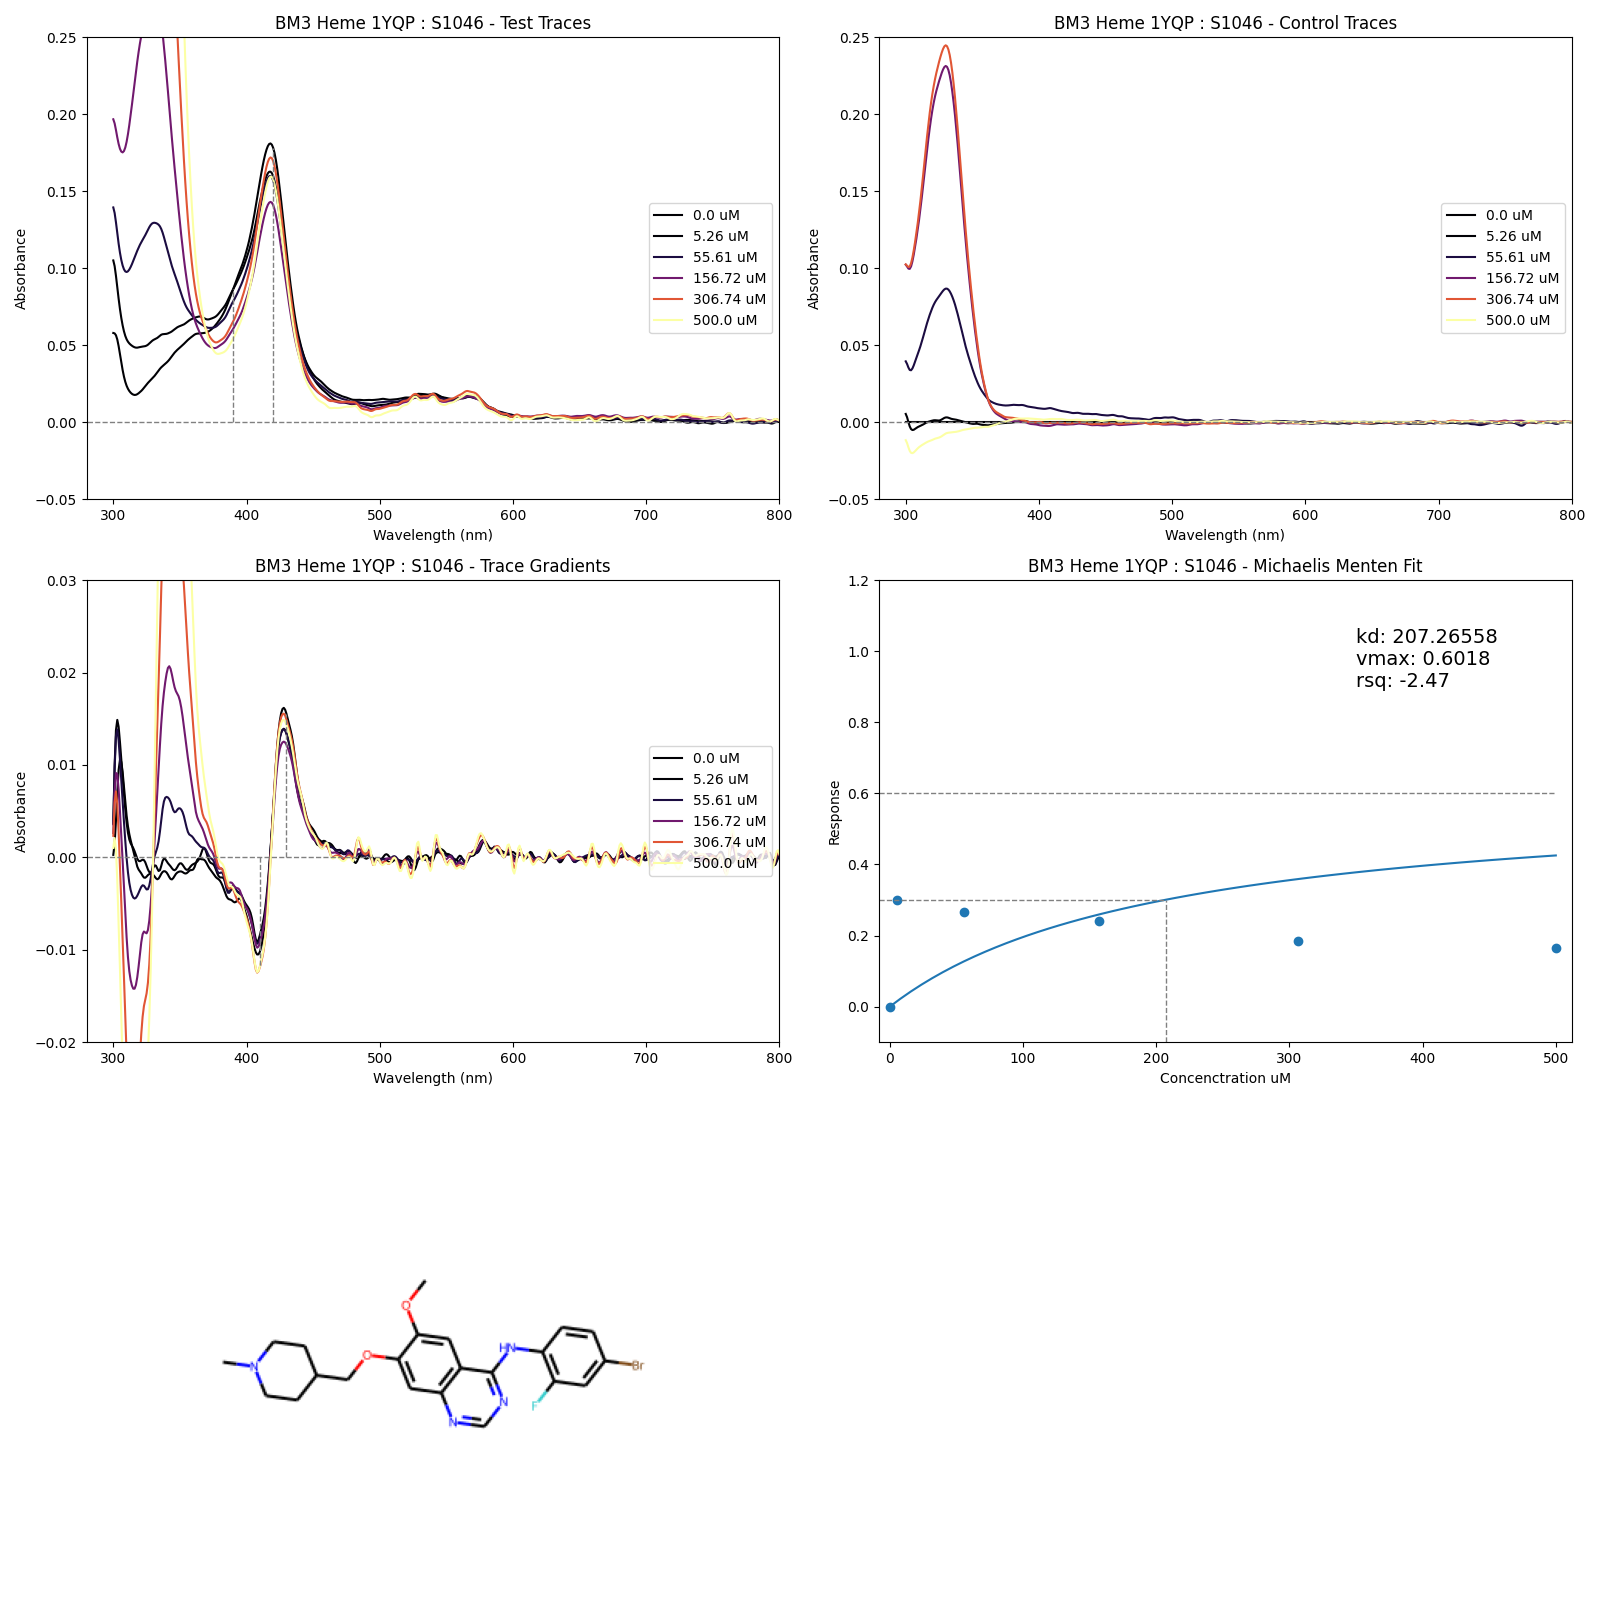 BM3 Heme 1YQP : S1046 - Test Traces
0.25
0.20
0.15
0.10
0.05
0.00
−0.05
Absorbance
0.0 uM
5.26 uM
55.61 uM
156.72 uM
306.74 uM
500.0 uM
300
400
500
600
700
800
Wavelength (nm)
BM3 Heme 1YQP : S1046 - Control Traces
0.25
0.20
0.15
0.10
0.05
0.00
−0.05
Absorbance
0.0 uM
5.26 uM
55.61 uM
156.72 uM
306.74 uM
500.0 uM
300
400
500
600
700
800
Wavelength (nm)
BM3 Heme 1YQP : S1046 - Trace Gradients
0.03
0.02
0.01
0.00
−0.01
−0.02
Absorbance
0.0 uM
5.26 uM
55.61 uM
156.72 uM
306.74 uM
500.0 uM
300
400
500
600
700
800
Wavelength (nm)
BM3 Heme 1YQP : S1046 - Michaelis Menten Fit
1.2
1.0
0.8
0.6
0.4
0.2
0.0
Response
kd: 207.26558
vmax: 0.6018
rsq: -2.47
0
100
200
300
400
500
Concenctration uM
O
O
N
HN
N
N
F
Br